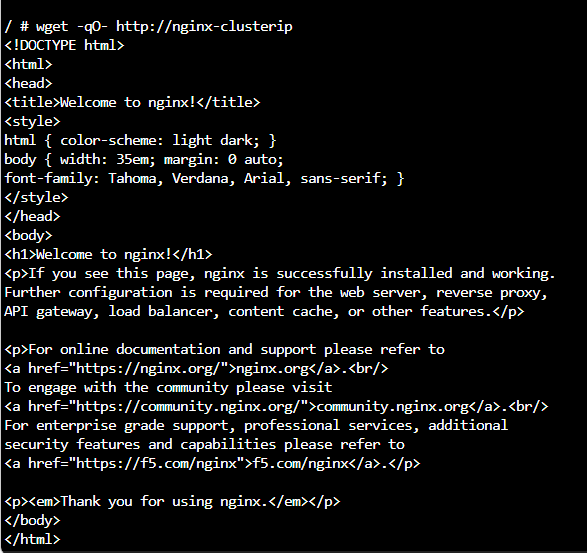 / # wget -qO- http://nginx-clusterip
<!DOCTYPE html>
<html>
<head>
<title>Welcome to nginx!</title>
<style>
html { color-scheme: light dark; }
body { width: 35em; margin: 0 auto;
font-family: Tahoma, Verdana, Arial, sans-serif; }
</style>
</head>
<body>
<h1>Welcome to nginx!</h1>
<p>If you see this page, nginx is successfully installed and working.
Further configuration is required for the web server, reverse proxy,
API gateway, load balancer, content cache, or other features.</p>

<p>For online documentation and support please refer to
<a href="https://nginx.org/">nginx.org</a>.<br/>
To engage with the community please visit
<a href="https://community.nginx.org/">community.nginx.org</a>.<br/>
For enterprise grade support, professional services, additional
security features and capabilities please refer to
<a href="https://f5.com/nginx">f5.com/nginx</a>.</p>

<p><em>Thank you for using nginx.</em></p>
</body>
</html>